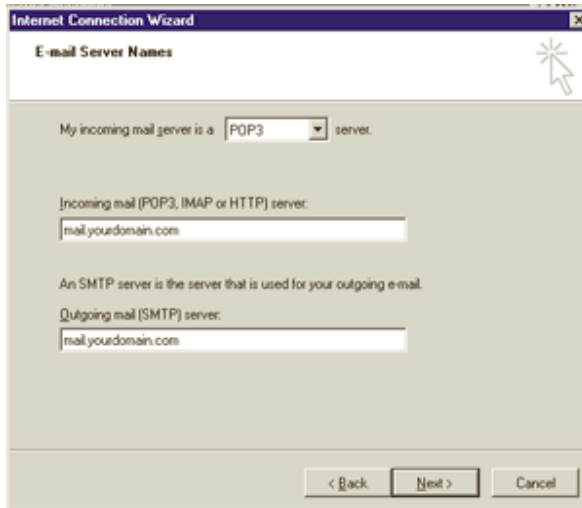 Internet Connection Wizard
E-mail Server Names
My incoming mail server is a POP3 server.
Incoming mail (POP3, IMAP or HTTP) server:
mail.yourdomain.com
An SMTP server is the server that is used for your outgoing e-mail.
Outgoing mail (SMTP) server:
mail.yourdomain.com
< Back Next > Cancel